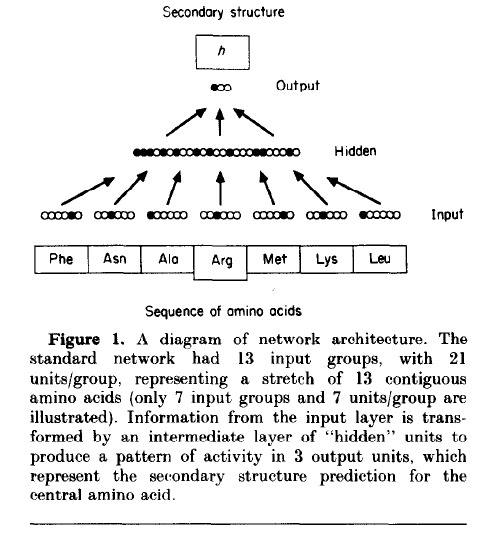 Secondary structure
h
Output
Hidden
Input
Phe Asn Ala Arg Met Lys Leu
Sequence of amino acids
Figure 1. A diagram of network architecture. The
standard network had 13 input groups, with 21
units/group, representing a stretch of 13 contiguous
amino acids (only 7 input groups and 7 units/group are
illustrated). Information from the input layer is trans-
formed by an intermediate layer of “hidden” units to
produce a pattern of activity in 3 output units, which
represent the secondary structure prediction for the
central amino acid.